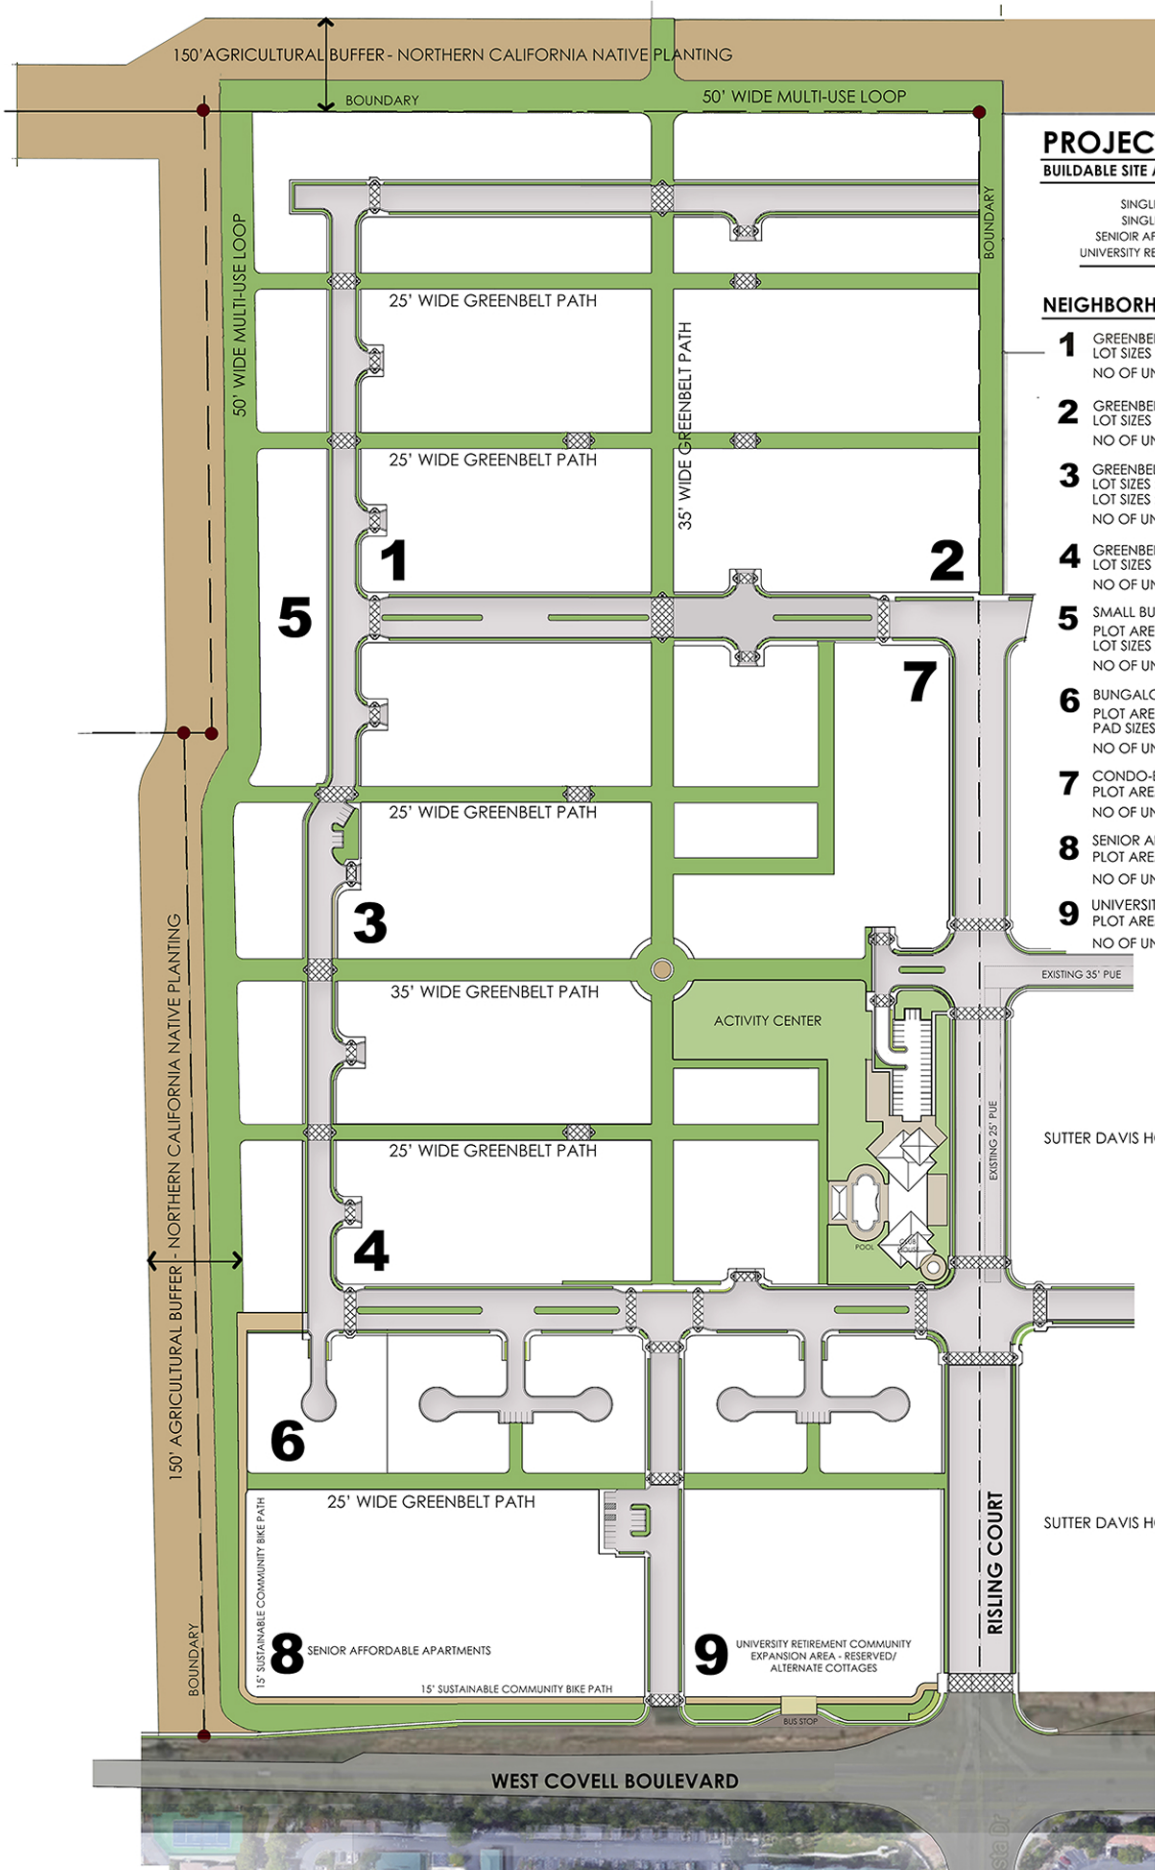 150' AGRICULTURAL BUFFER - NORTHERN CALIFORNIA NATIVE PLANTING
BOUNDARY
50' WIDE MULTI-USE LOOP
50' WIDE MULTI-USE LOOP
BOUNDARY
25' WIDE GREENBELT PATH
35' WIDE GREENBELT PATH
25' WIDE GREENBELT PATH
1
2
5
7
25' WIDE GREENBELT PATH
3
35' WIDE GREENBELT PATH
ACTIVITY CENTER
EXISTING 35' PUE
EXISTING 25' PUE
150' AGRICULTURAL BUFFER - NORTHERN CALIFORNIA NATIVE PLANTING
25' WIDE GREENBELT PATH
POOL
CLUB
HOUSE
4
6
25' WIDE GREENBELT PATH
15' SUSTAINABLE COMMUNITY BIKE PATH
BOUNDARY
8
SENIOR AFFORDABLE APARTMENTS
15' SUSTAINABLE COMMUNITY BIKE PATH
9
UNIVERSITY RETIREMENT COMMUNITY
EXPANSION AREA - RESERVED/
ALTERNATE COTTAGES
BUS STOP
RISLING COURT
WEST COVELL BOULEVARD
PROJEC
BUILDABLE SITE A
SINGL
SINGL
SENIOIR AF
UNIVERSITY RE
NEIGHBORH
1 GREENBE
LOT SIZES
NO OF UN
2 GREENBE
LOT SIZES
NO OF UN
3 GREENBE
LOT SIZES
LOT SIZES
NO OF UN
4 GREENBE
LOT SIZES
NO OF UN
5 SMALL BU
PLOT ARE
LOT SIZES
NO OF UN
6 BUNGALO
PLOT ARE
PAD SIZES
NO OF UN
7 CONDO-
PLOT AREA
NO OF UN
8 SENIOR A
PLOT ARE
NO OF UN
9 UNIVERSIT
PLOT AREA
NO OF UN
SUTTER DAVIS H
SUTTER DAVIS H